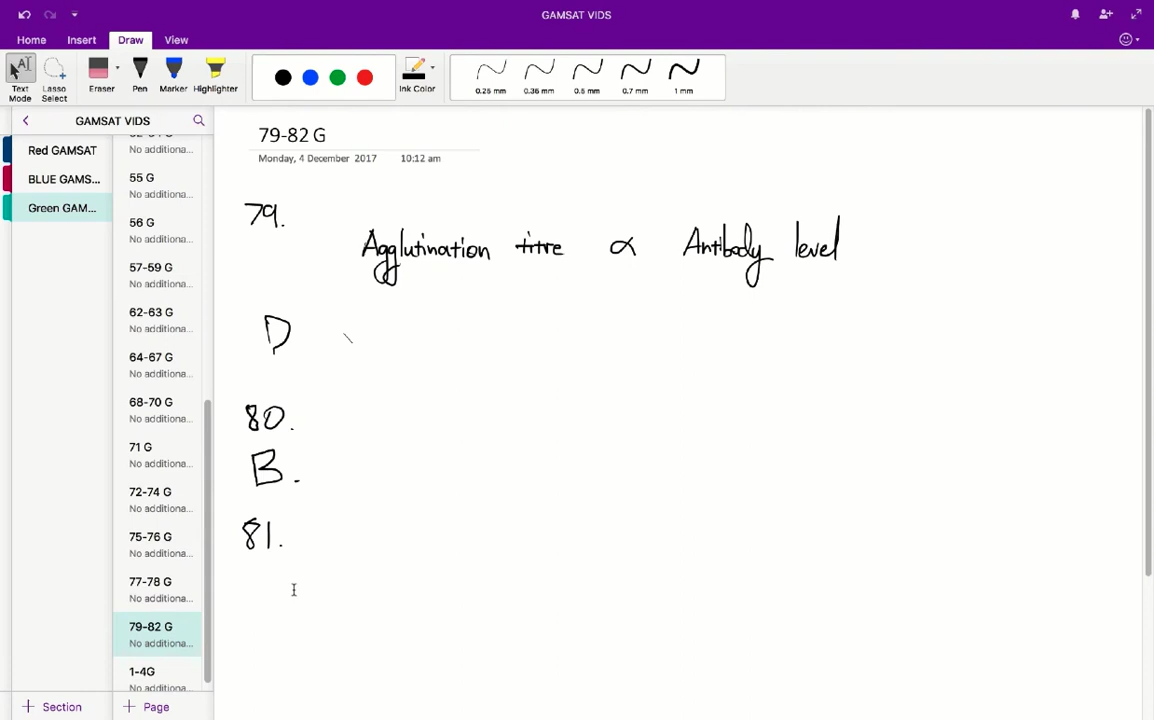 GAMSAT VIDS
Home Insert Draw View
Text Mode
Lasso Select
Eraser
Pen
Marker
Highlighter
Ink Color
0.25 mm
0.35 mm
0.5 mm
0.7 mm
1 mm
GAMSAT VIDS
Red GAMSAT
BLUE GAMS...
Green GAM...
No additiona...
55 G
No additiona...
56 G
No additiona...
57-59 G
No additiona...
62-63 G
No additiona...
64-67 G
No additiona...
68-70 G
No additiona...
71 G
No additiona...
72-74 G
No additiona...
75-76 G
No additiona...
77-78 G
No additiona...
79-82 G
No additiona...
1-4G
No additiona...
+ Section
+ Page
79-82 G
Monday, 4 December 2017 10:12 am
79.
Agglutination titre ∝ Antibody level
D
80.
B.
81.